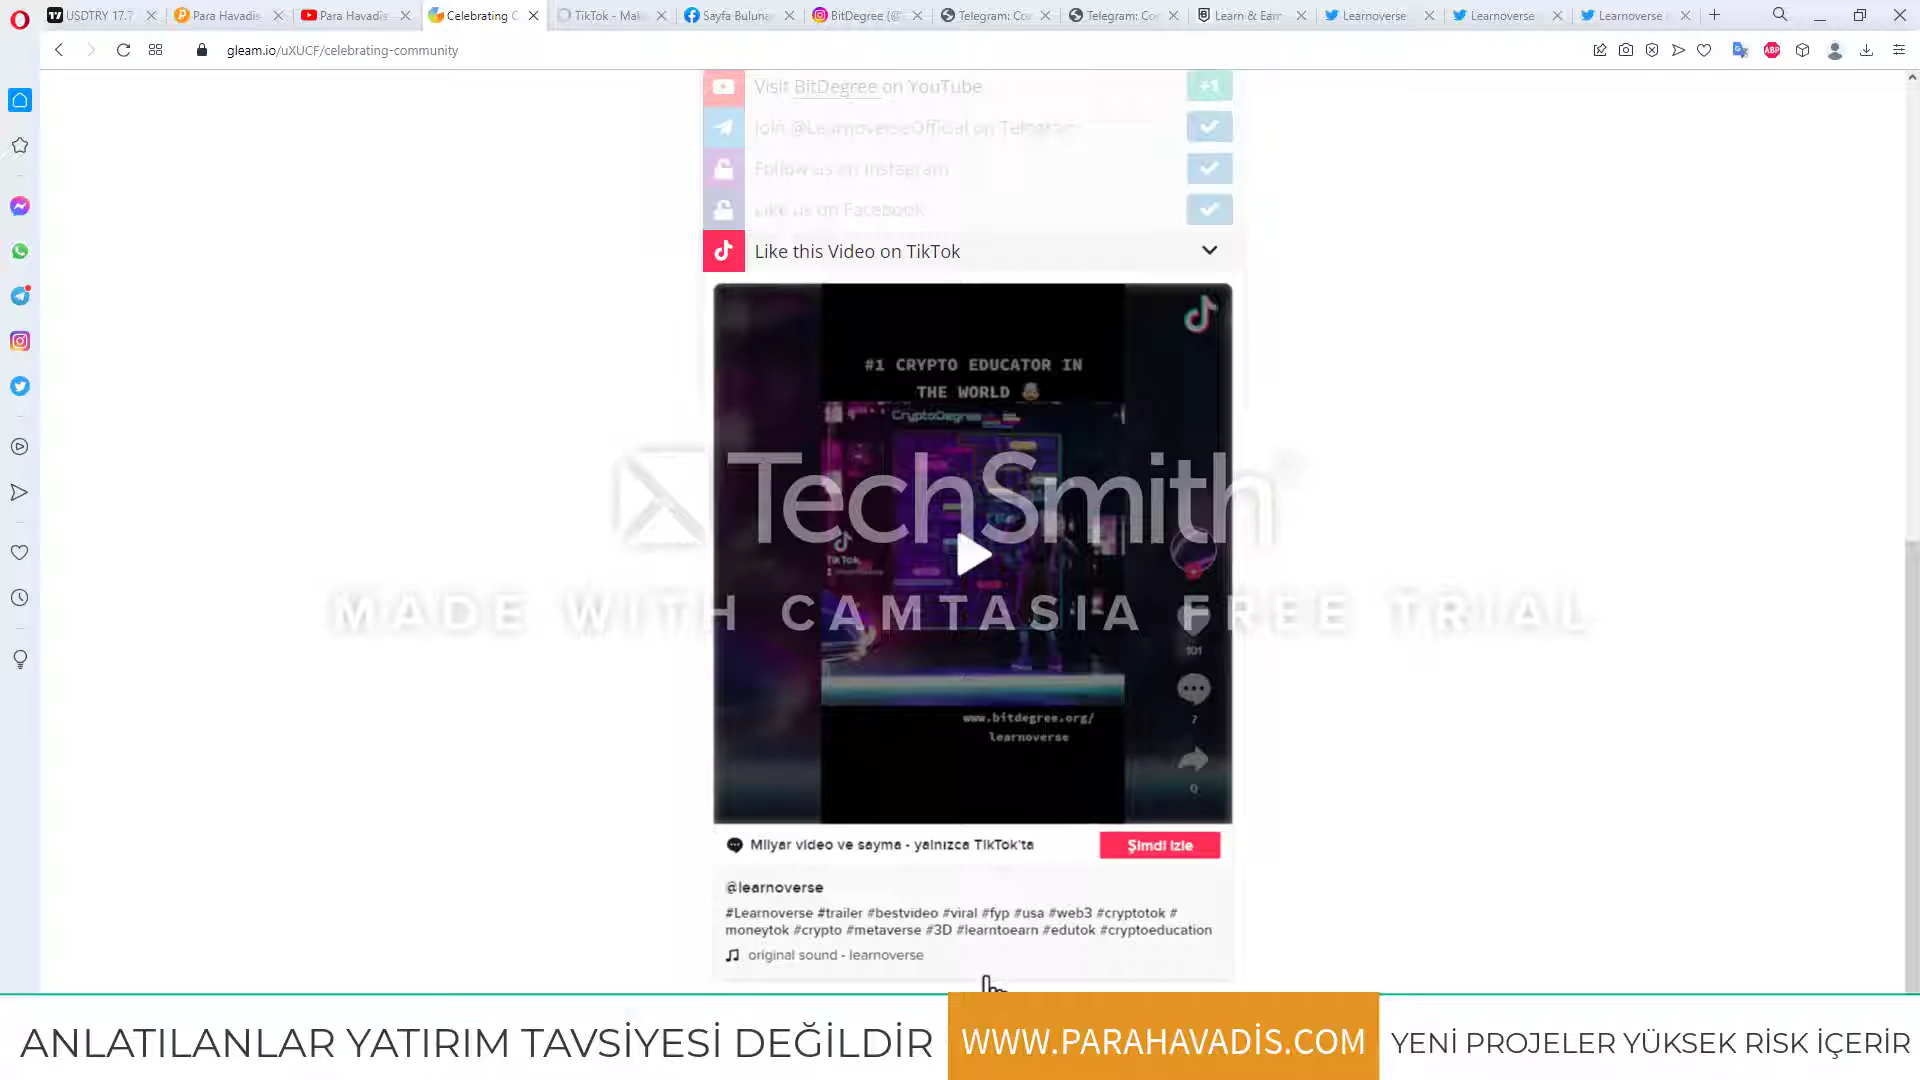 USDTRY 17.7
Para Havadis
Para Havadis
Celebrating C
TikTok - Mak
Sayfa Buluna
BitDegree (@
Telegram: Co
Telegram: Co
Learn & Earn
Learnoverse
Learnoverse
Learnoverse
gleam.io/uXUCF/celebrating-community
ABP
Visit BitDegree on YouTube
+1
Join @LearnoverseOfficial on Telegram
Follow us on Instagram
Like us on Facebook
Like this Video on TikTok
#1 CRYPTO EDUCATOR IN
THE WORLD
CryptoDegree
TechSmith
TikTok
MADE WITH CAMTASIA FREE TRIAL
101
7
www.bitdegree.org/
learnoverse
Milyar video ve sayma - yalnızca TikTok'ta
Şimdi izle
@learnoverse
#Learnoverse #trailer #bestvideo #viral #fyp #usa #web3 #cryptotok #
moneytok #crypto #metaverse #3D #learntoearn #edutok #cryptoeducation
original sound - learnoverse
ANLATILANLAR YATIRIM TAVSİYESİ DEĞİLDİR
WWW.PARAHAVADİS.COM
YENİ PROJELER YÜKSEK RİSK İÇERİR